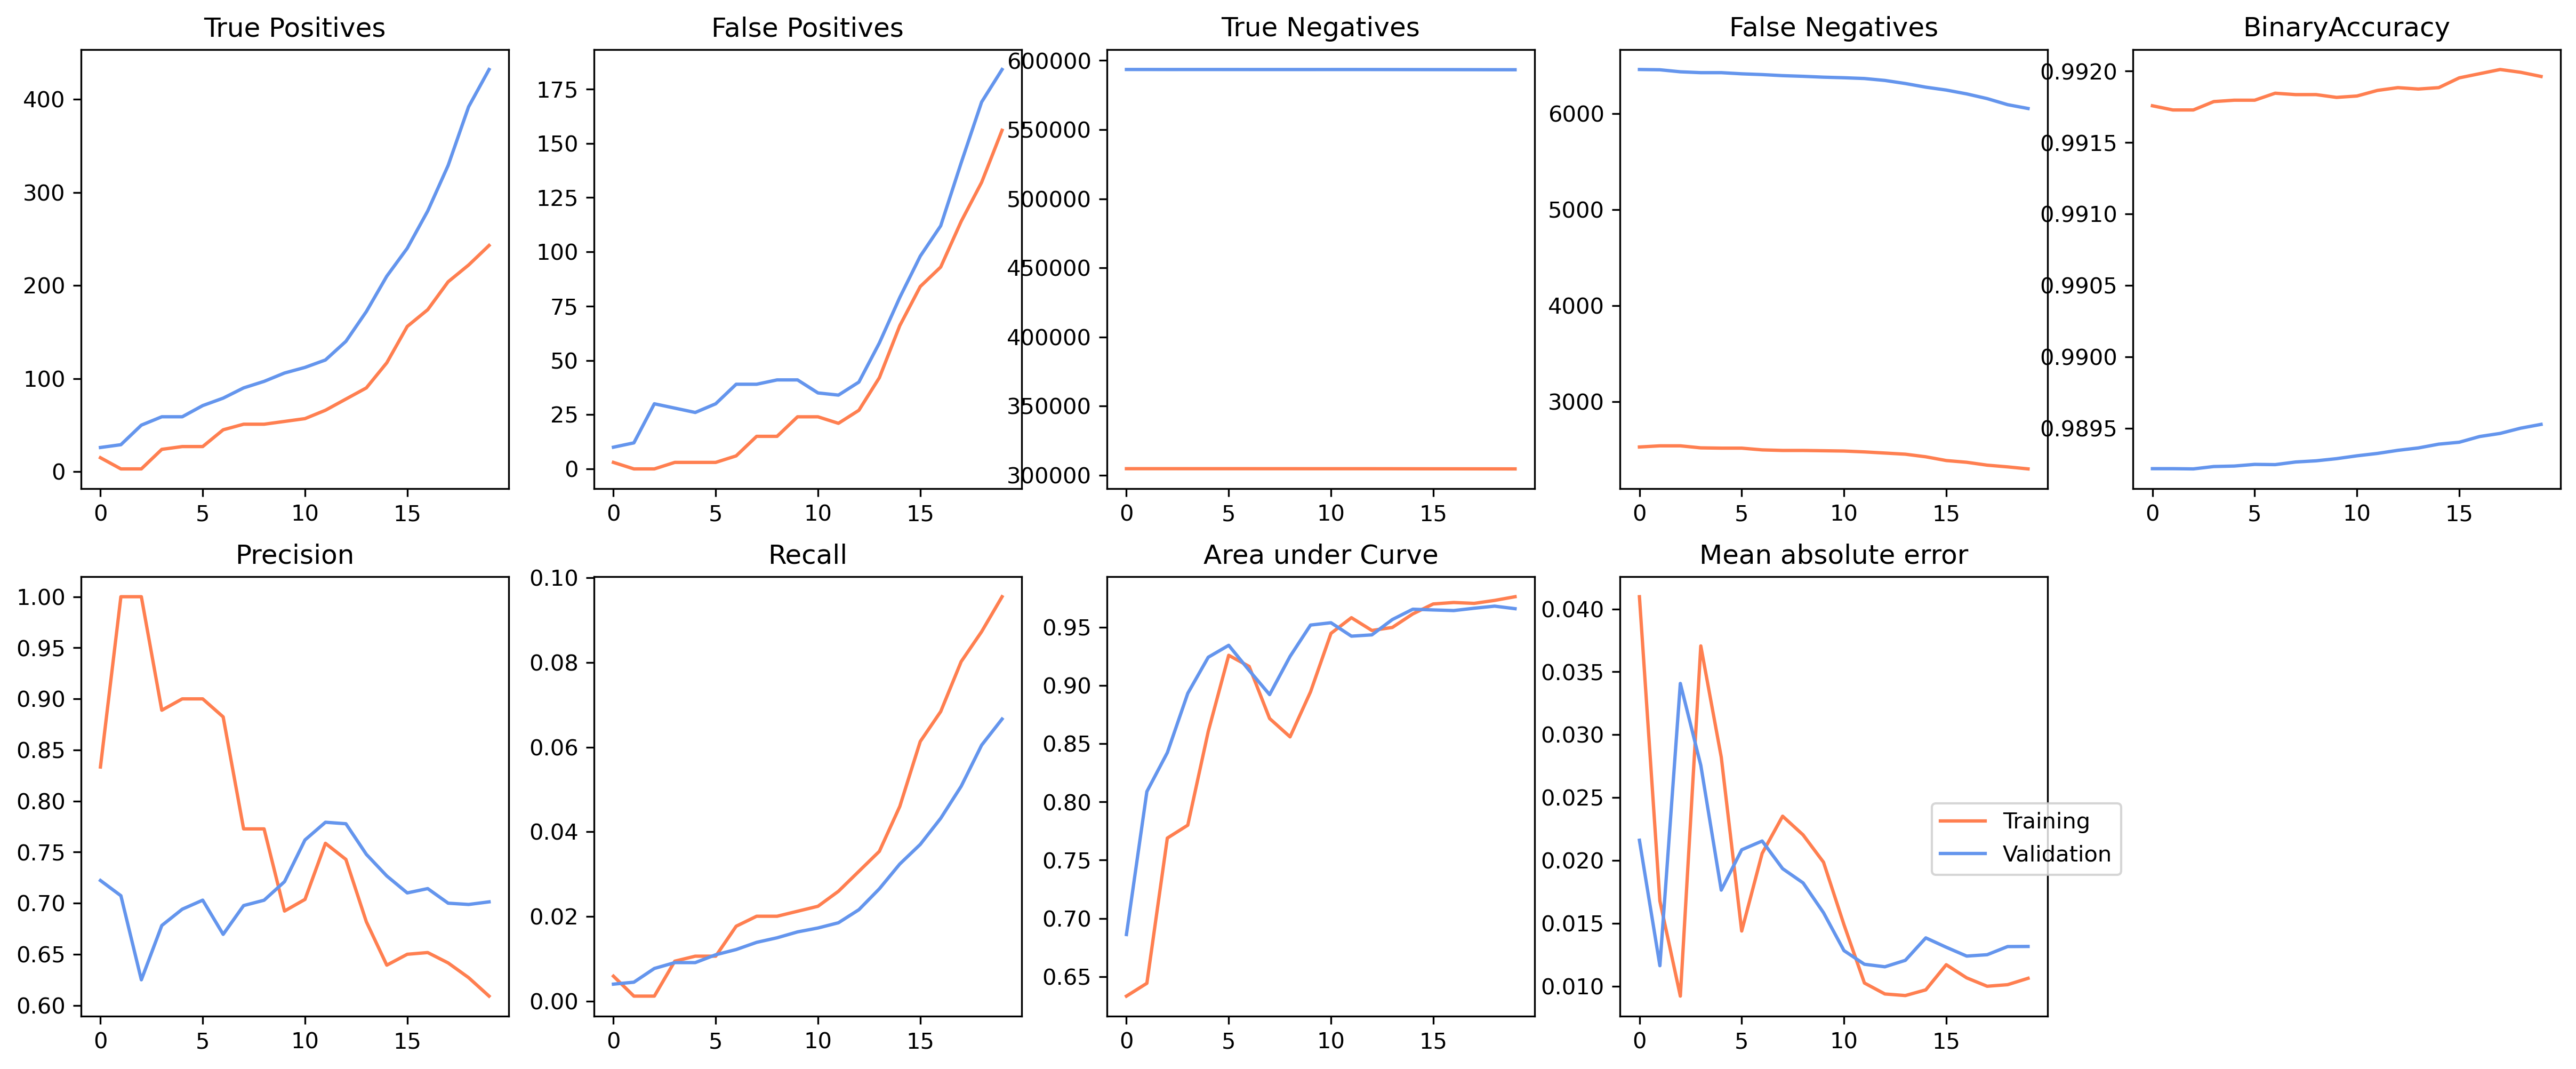 True Positives
400
300
200
100
0
0 5 10 15
False Positives
175
150
125
100
75
50
25
0
0 5 10 15
True Negatives
600000
550000
500000
450000
400000
350000
300000
0 5 10 15
False Negatives
6000
5000
4000
3000
0 5 10 15
BinaryAccuracy
0.9920
0.9915
0.9910
0.9905
0.9900
0.9895
0 5 10 15
Precision
1.00
0.95
0.90
0.85
0.80
0.75
0.70
0.65
0.60
0 5 10 15
Recall
0.10
0.08
0.06
0.04
0.02
0.00
0 5 10 15
Area under Curve
0.95
0.90
0.85
0.80
0.75
0.70
0.65
0 5 10 15
Mean absolute error
0.040
0.035
0.030
0.025
0.020
0.015
0.010
0 5 10 15
Training
Validation